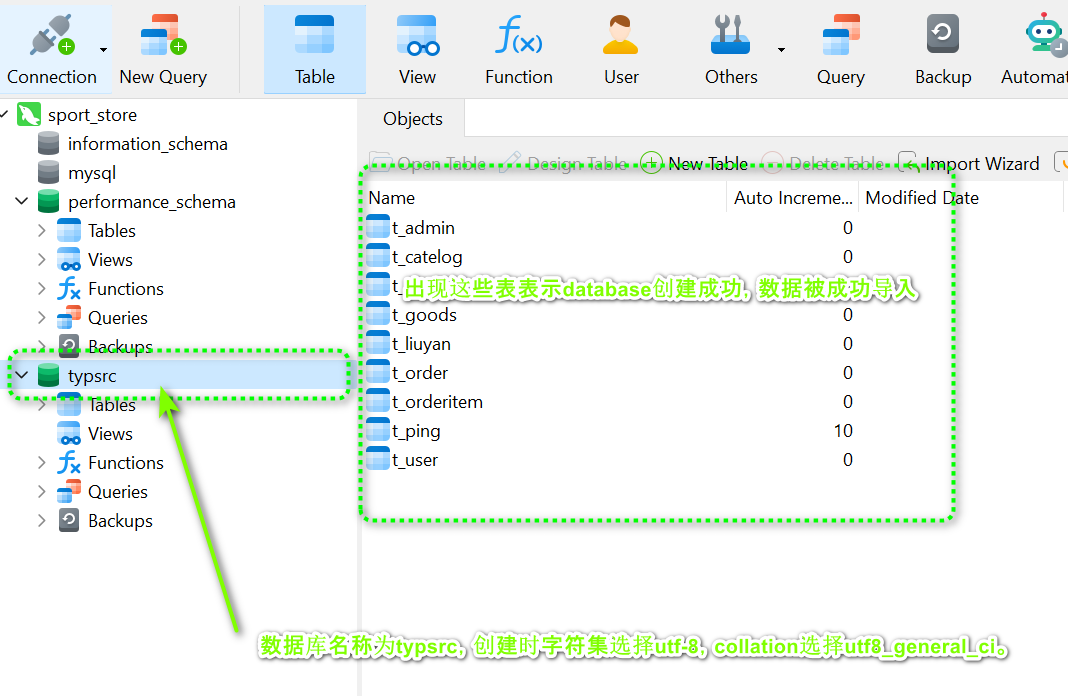 Connection New Query Table View Function User Others Query Backup Automat
sport_store
information_schema
mysql
performance_schema
Tables
Views
Functions
Queries
Backups
typsrc
Tables
Views
Functions
Queries
Backups
Objects
Open Table Design Table New Table Delete Table Import Wizard
Name Auto Increme... Modified Date
t_admin 0
t_catelog 0
t_
出现这些表表示database创建成功, 数据被成功导入
t_goods 0
t_liuyan 0
t_order 0
t_orderitem 0
t_ping 10
t_user 0
数据库名称为typsrc, 创建时字符集选择utf-8, collation选择utf8_general_ci。